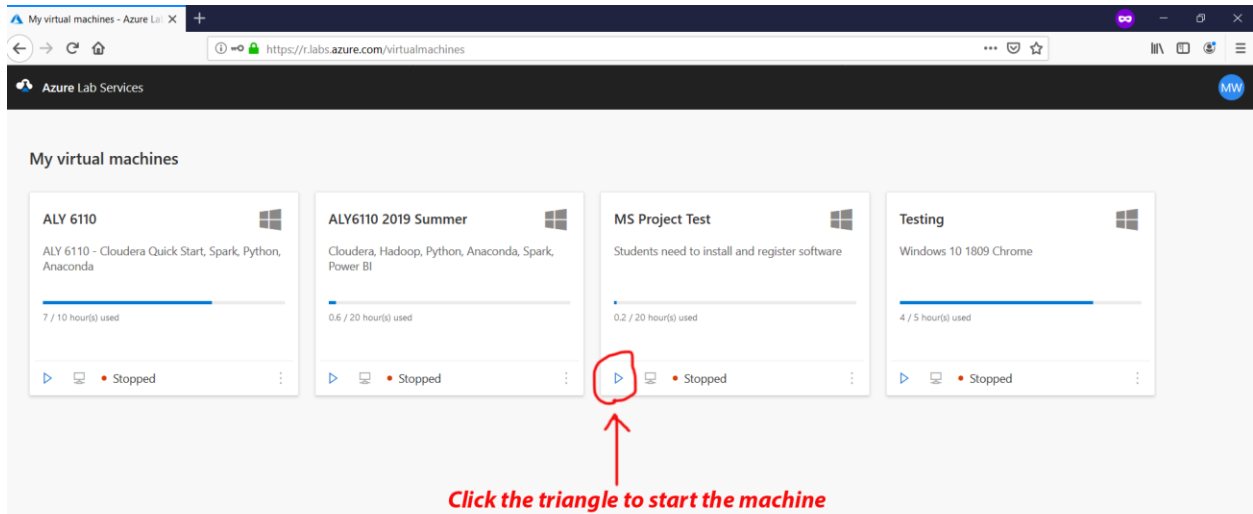 My virtual machines - Azure La
https://r.labs.azure.com/virtualmachines
Azure Lab Services
MW
My virtual machines
ALY 6110
ALY 6110 - Cloudera Quick Start, Spark, Python,
Anaconda
7 / 10 hour(s) used
Stopped
ALY6110 2019 Summer
Cloudera, Hadoop, Python, Anaconda, Spark,
Power BI
0.6 / 20 hour(s) used
Stopped
MS Project Test
Students need to install and register software
0.2 / 20 hour(s) used
Stopped
Testing
Windows 10 1809 Chrome
4 / 5 hour(s) used
Stopped
Click the triangle to start the machine